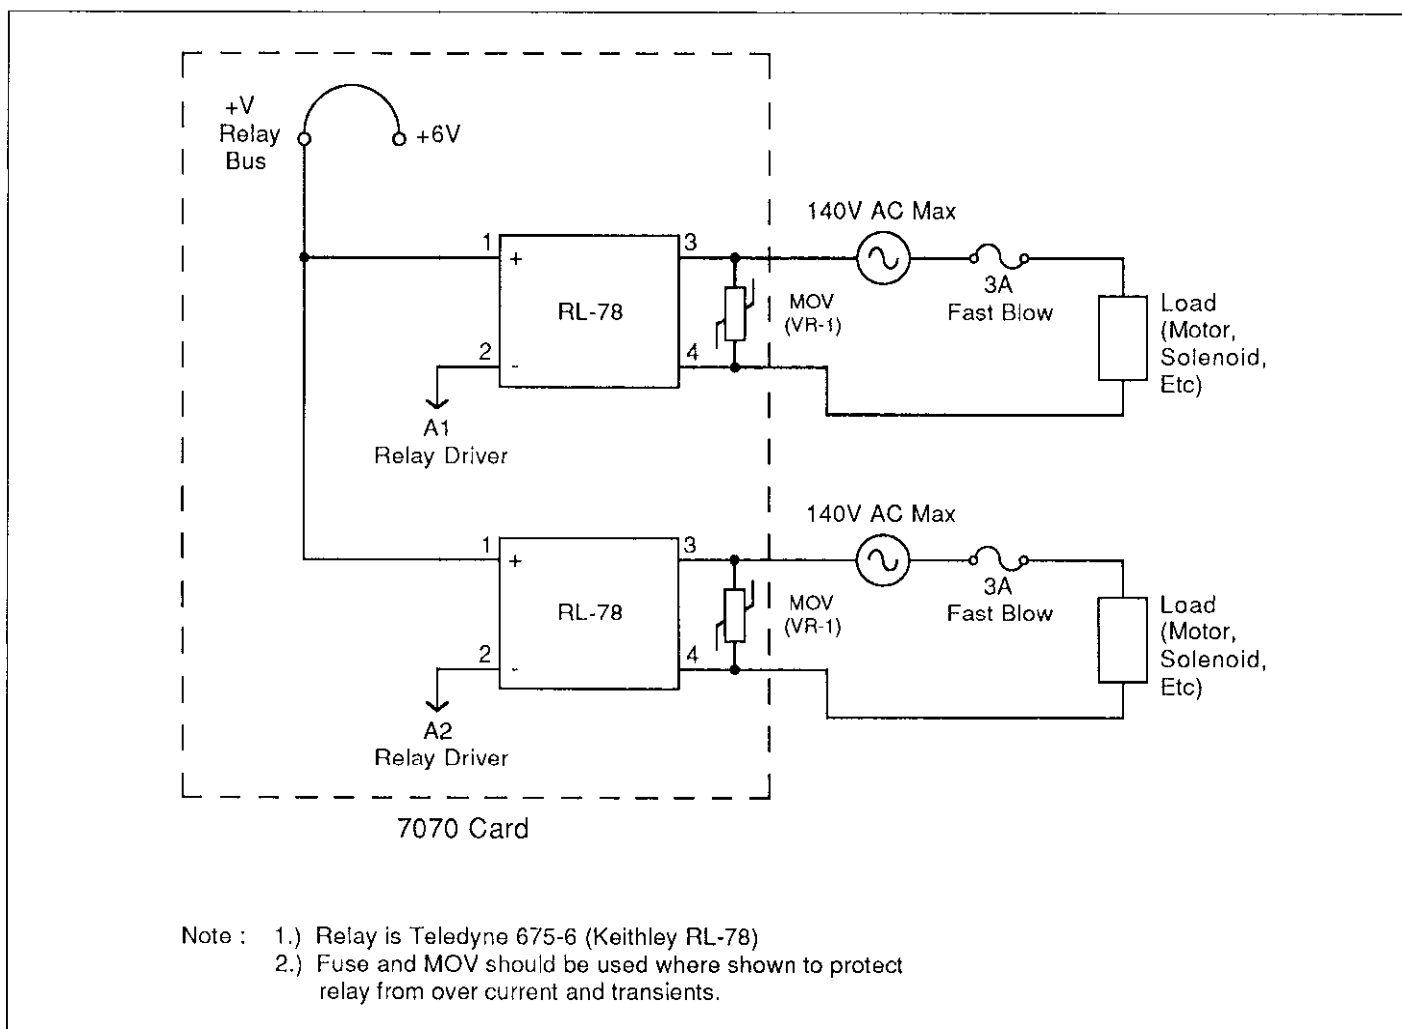 +V
Relay
Bus
+6V
140V AC Max
1
+
3
RL-78
MOV
(VR-1)
3A
Fast Blow
Load
(Motor,
Solenoid,
Etc)
2
-
4
A1
Relay Driver
140V AC Max
1
+
3
RL-78
MOV
(VR-1)
3A
Fast Blow
Load
(Motor,
Solenoid,
Etc)
2
-
4
A2
Relay Driver
7070 Card
Note : 1.) Relay is Teledyne 675-6 (Keithley RL-78)
2.) Fuse and MOV should be used where shown to protect
relay from over current and transients.